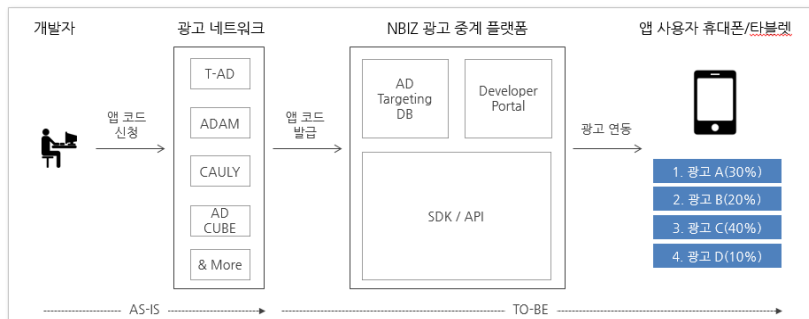 개발자
광고 네트워크
NBIZ 광고 중계 플랫폼
앱 사용자 휴대폰/타블렛
앱 코드
신청
T-AD
ADAM
CAULY
AD
CUBE
& More
앱 코드
발급
AD
Targeting
DB
Developer
Portal
SDK / API
광고 연동
1. 광고 A(30%)
2. 광고 B(20%)
3. 광고 C(40%)
4. 광고 D(10%)
AS-IS
TO-BE